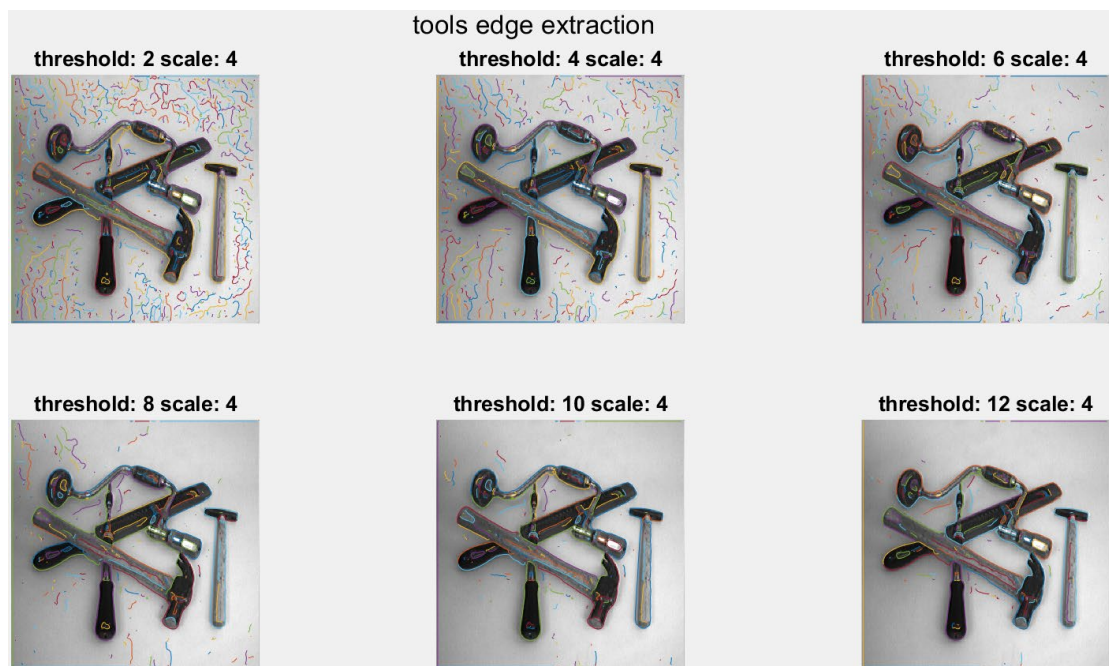 tools edge extraction
threshold: 2 scale: 4
threshold: 4 scale: 4
threshold: 6 scale: 4
threshold: 8 scale: 4
threshold: 10 scale: 4
threshold: 12 scale: 4